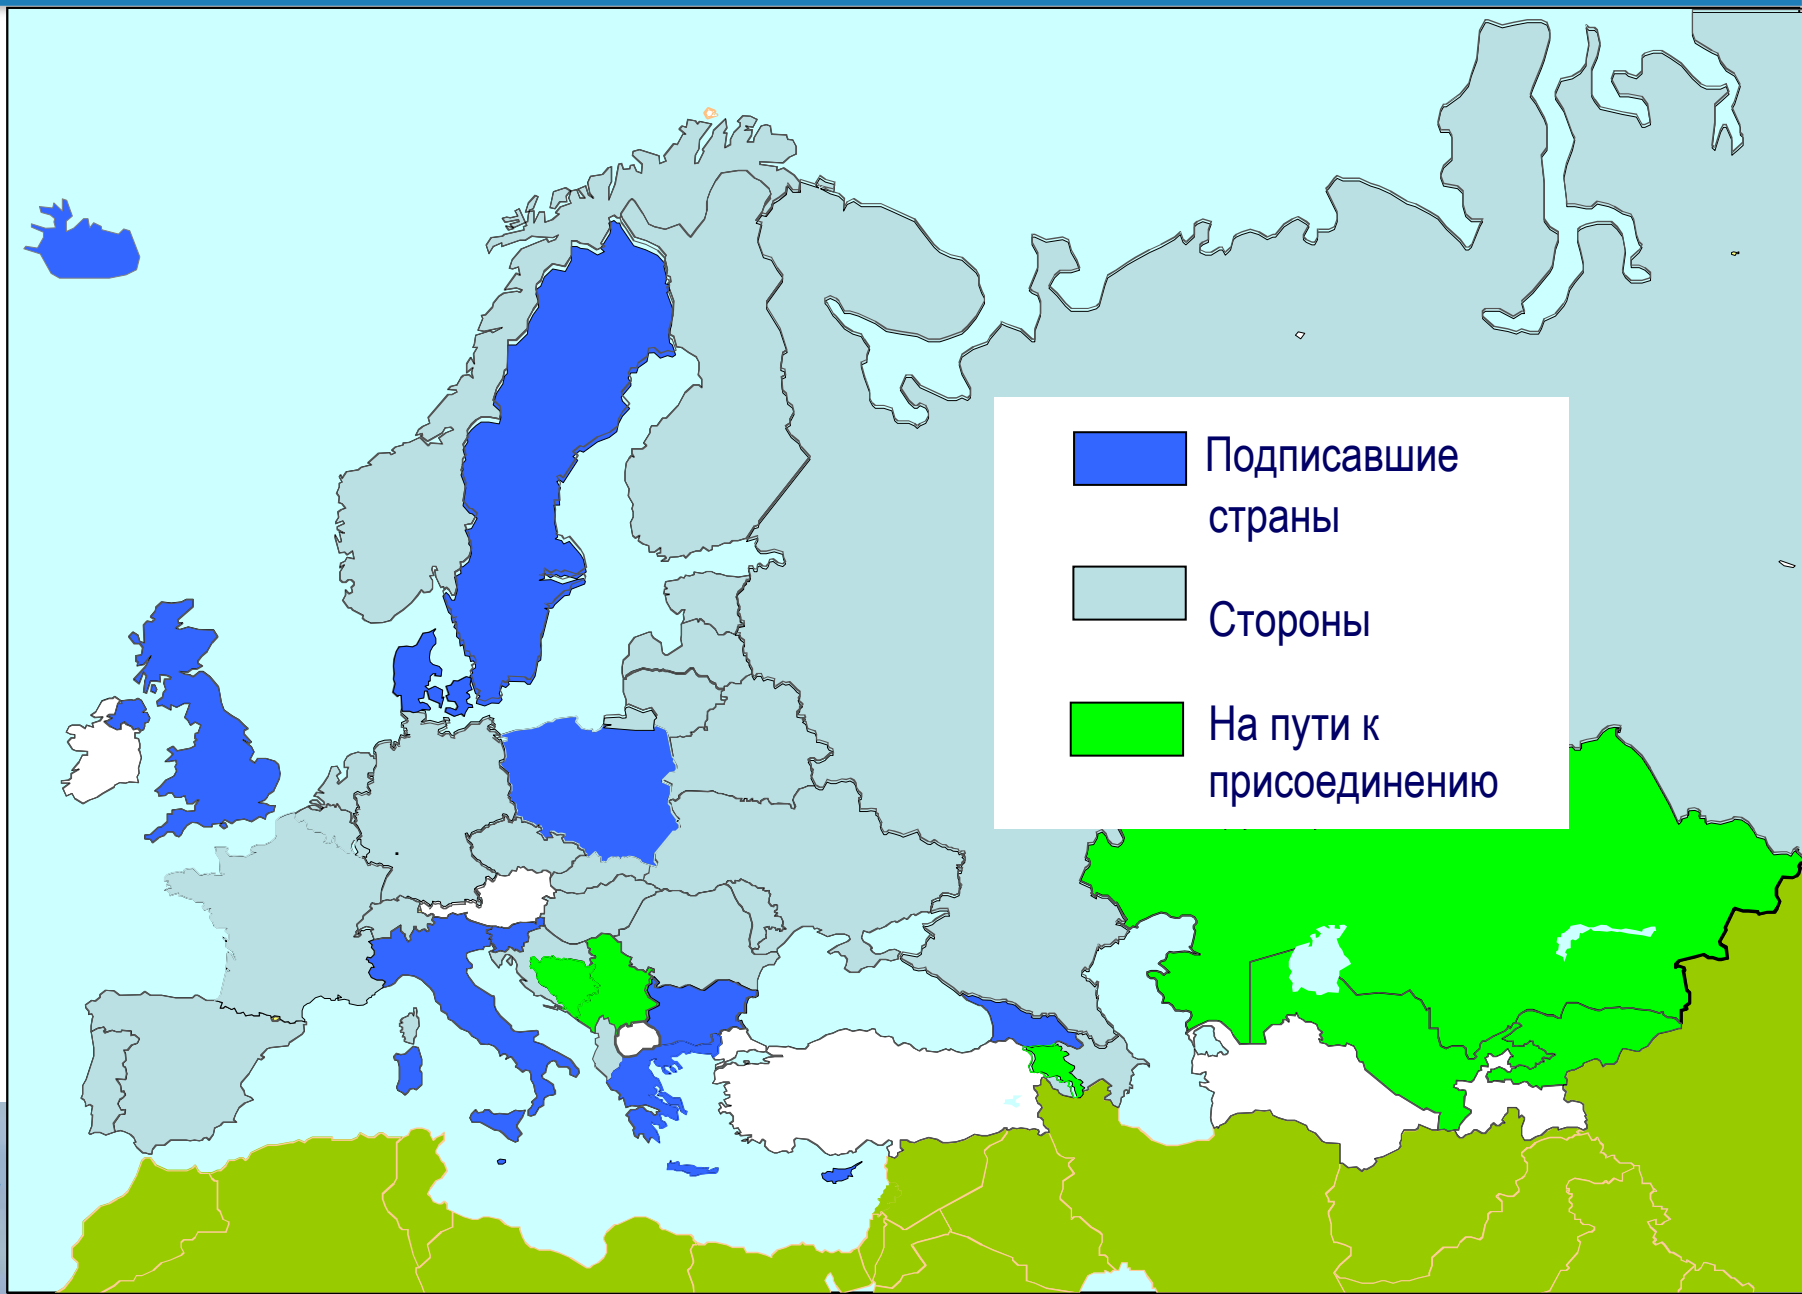 Подписавшие
страны
Стороны
На пути к
присоединению